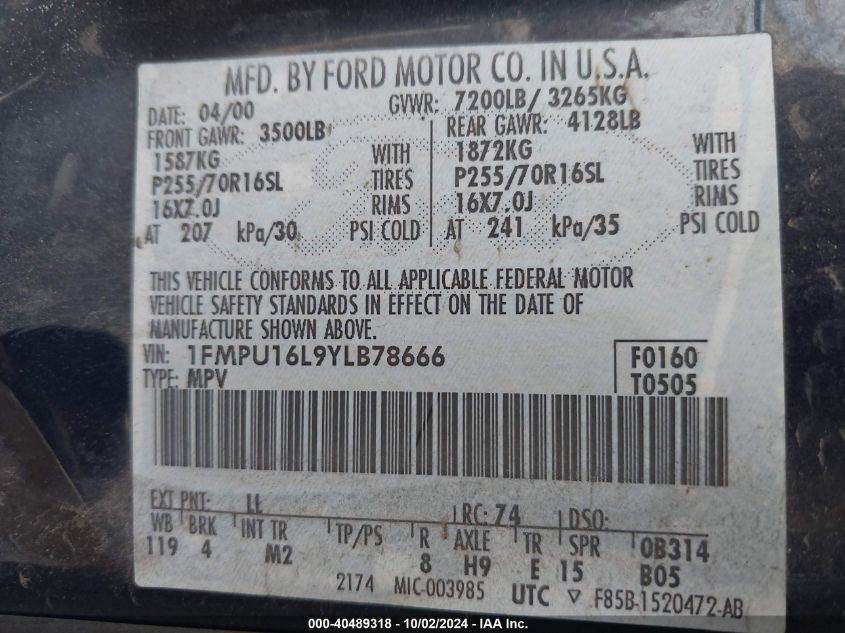 MFD. BY FORD MOTOR CO. IN U.S.A.
DATE: 04/00 GVWR: 7200LB/ 3265KG
FRONT GAWR: 3500LB REAR GAWR: 4128LB
1587KG WITH 1872KG WITH
P255/70R16SL TIRES P255/70R16SL TIRES
16X7.0J RIMS 16X7.0J RIMS
AT 207 kPa/30 PSI COLD AT 241 kPa/35 PSI COLD
THIS VEHICLE CONFORMS TO ALL APPLICABLE FEDERAL MOTOR
VEHICLE SAFETY STANDARDS IN EFFECT ON THE DATE OF
MANUFACTURE SHOWN ABOVE.
VIN: 1FMPU16L9YLB78666 F0160
TYPE: MPV T0505
EXT PNT: LL RC: 74 DSO:
WB BRK INT TR TP/PS R AXLE TR SPR 0B314
119 4 M2 8 H9 E 15 B05
2174 MIC-003985 UTC ▽ F85B-1520472-AB
000-40489318 - 10/02/2024 - IAA Inc.